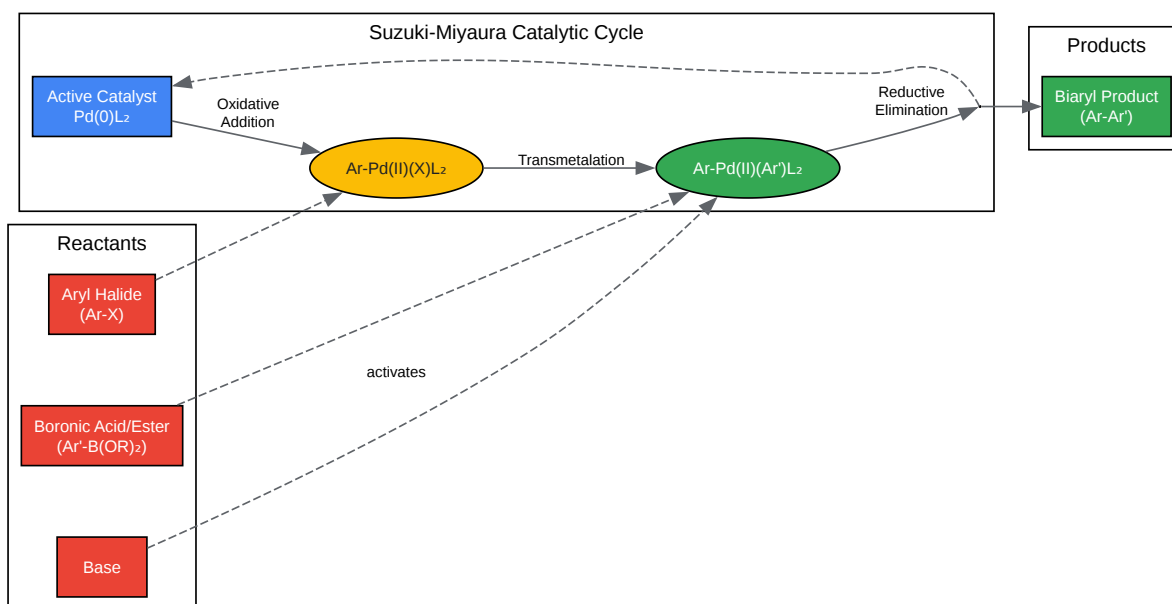 Suzuki-Miyaura Catalytic Cycle
Products
Active Catalyst
Pd(0)L₂
Oxidative
Addition
Reductive
Elimination
Biaryl Product
(Ar-Ar')
Ar-Pd(II)(X)L₂
Transmetalation
Ar-Pd(II)(Ar')L₂
Reactants
Aryl Halide
(Ar-X)
activates
Boronic Acid/Ester
(Ar'-B(OR)₂)
Base